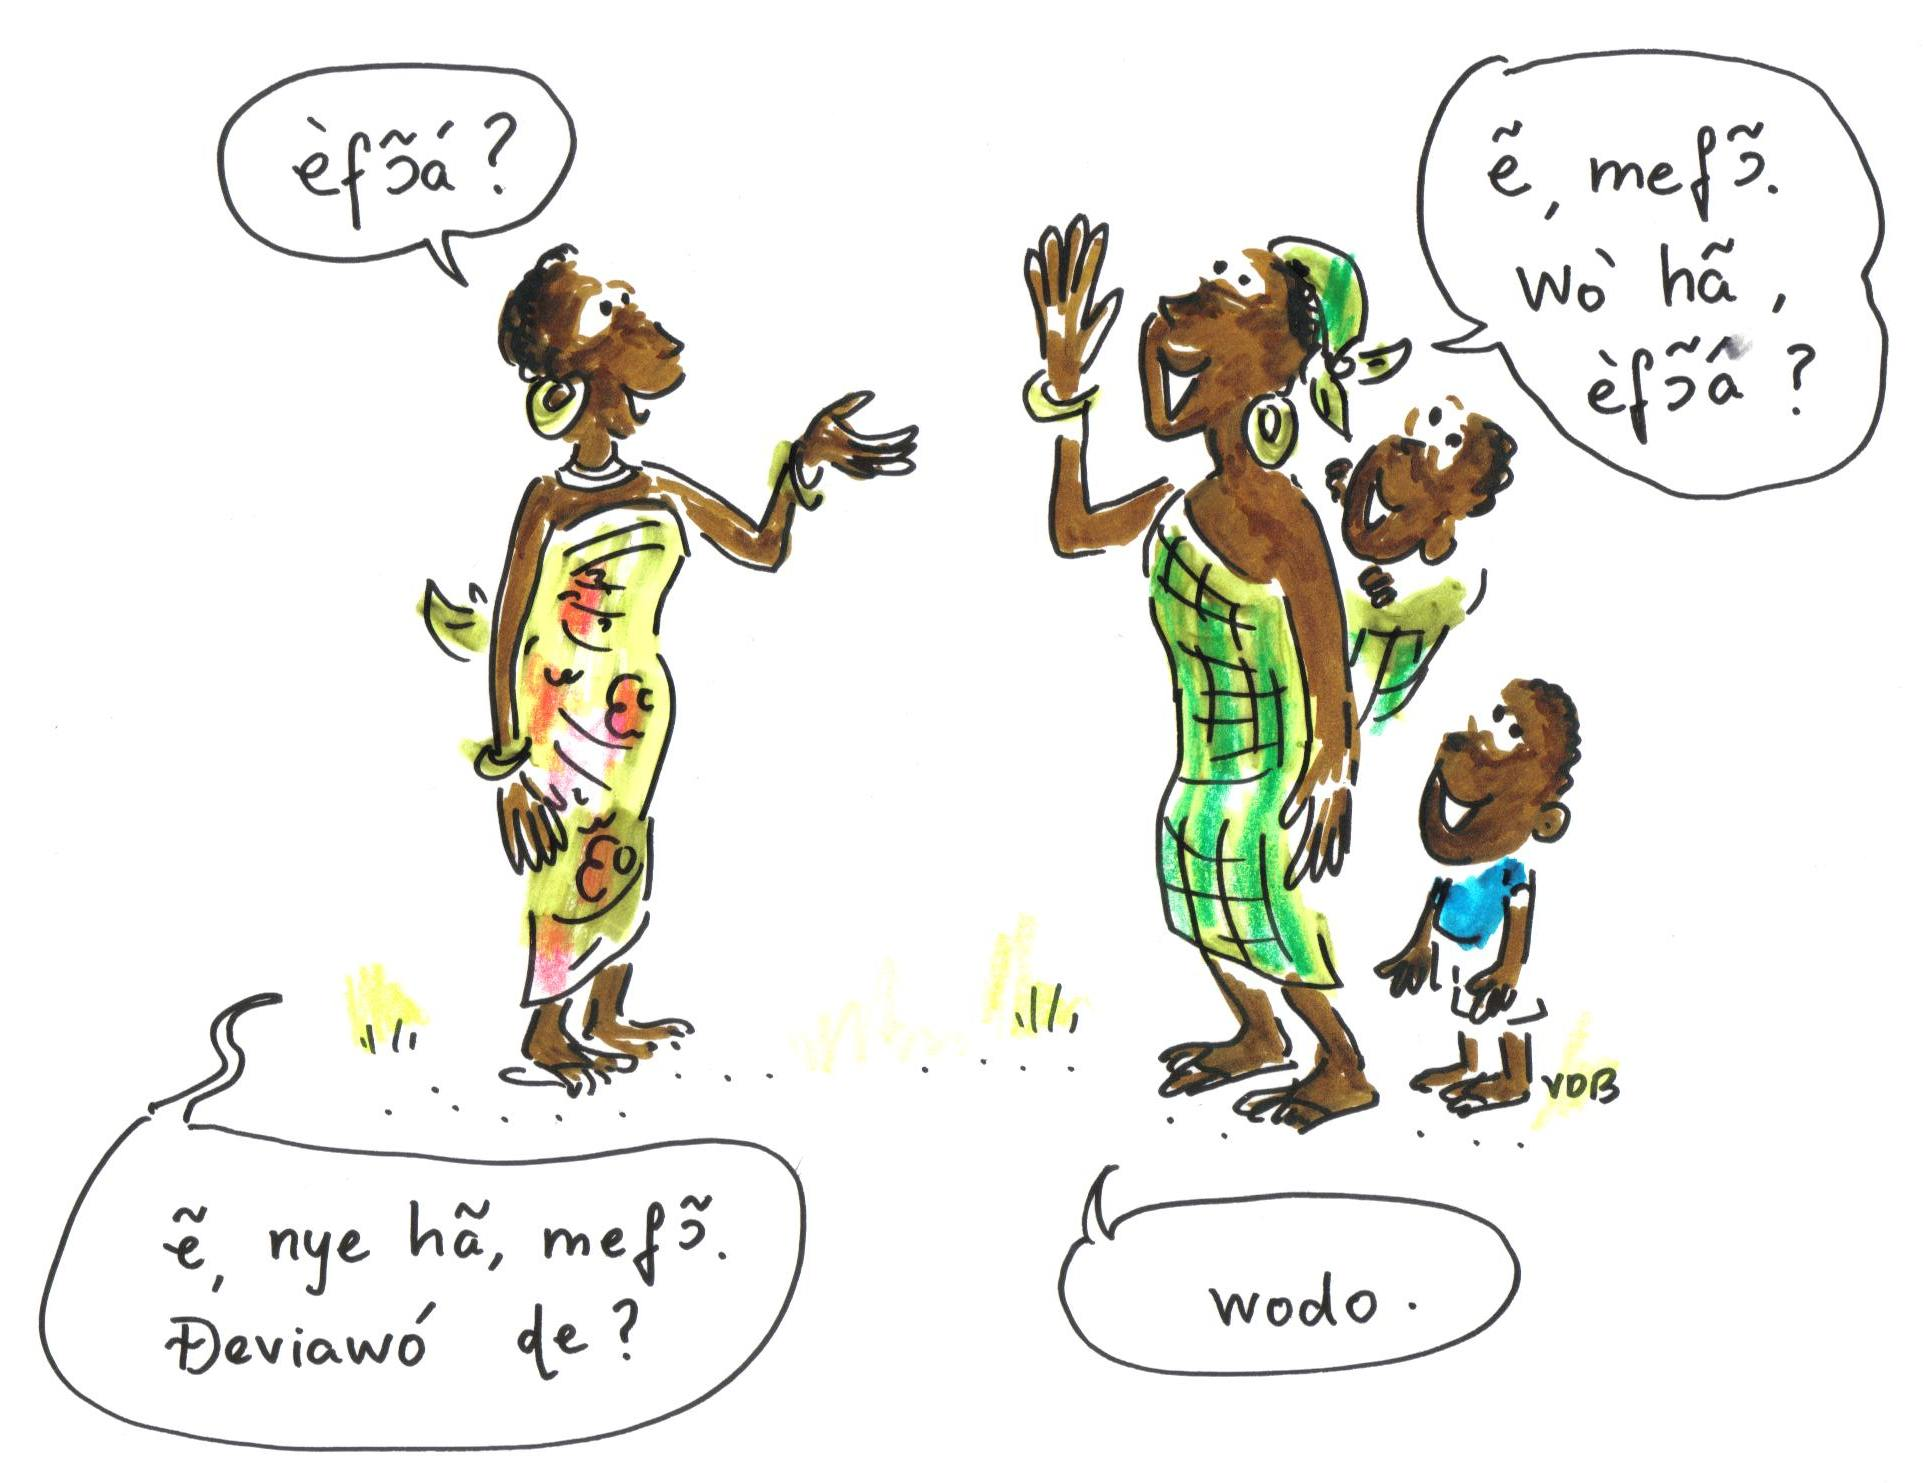 èfɔ̃á ?
ẽ, mefɔ̃.
Wò hã,
èfɔ̃â ?
ẽ, nye hã, mefɔ̃.
Ɖeviawó ɖe ?
wodo.
VDB